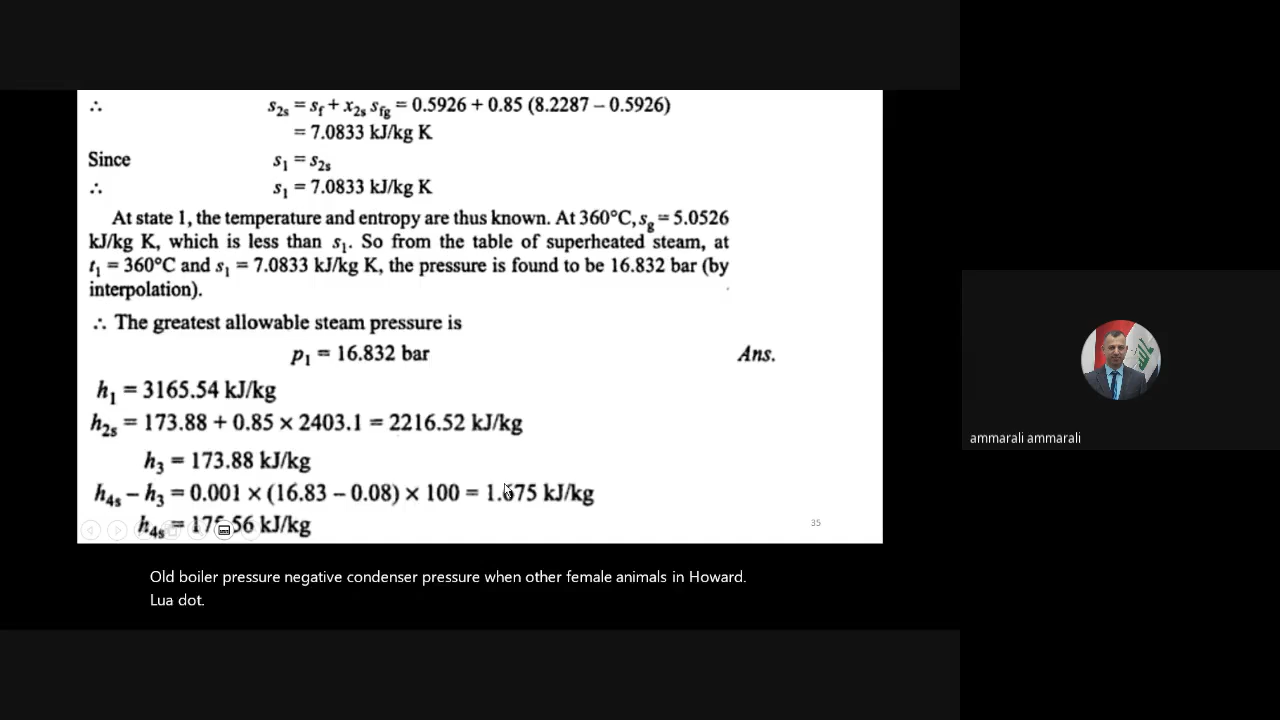 ∴ s2s = sf + x2s sfg = 0.5926 + 0.85 (8.2287 – 0.5926)
= 7.0833 kJ/kg K
Since s1 = s2s
∴ s1 = 7.0833 kJ/kg K
At state 1, the temperature and entropy are thus known. At 360°C, sg = 5.0526
kJ/kg K, which is less than s1. So from the table of superheated steam, at
t1 = 360°C and s1 = 7.0833 kJ/kg K, the pressure is found to be 16.832 bar (by
interpolation).
∴ The greatest allowable steam pressure is
p1 = 16.832 bar Ans.
h1 = 3165.54 kJ/kg
h2s = 173.88 + 0.85 × 2403.1 = 2216.52 kJ/kg
h3 = 173.88 kJ/kg
h4s – h3 = 0.001 × (16.83 – 0.08) × 100 = 1.675 kJ/kg
h4s = 175.56 kJ/kg
35
Old boiler pressure negative condenser pressure when other female animals in Howard.
Lua dot.
ammarali ammarali